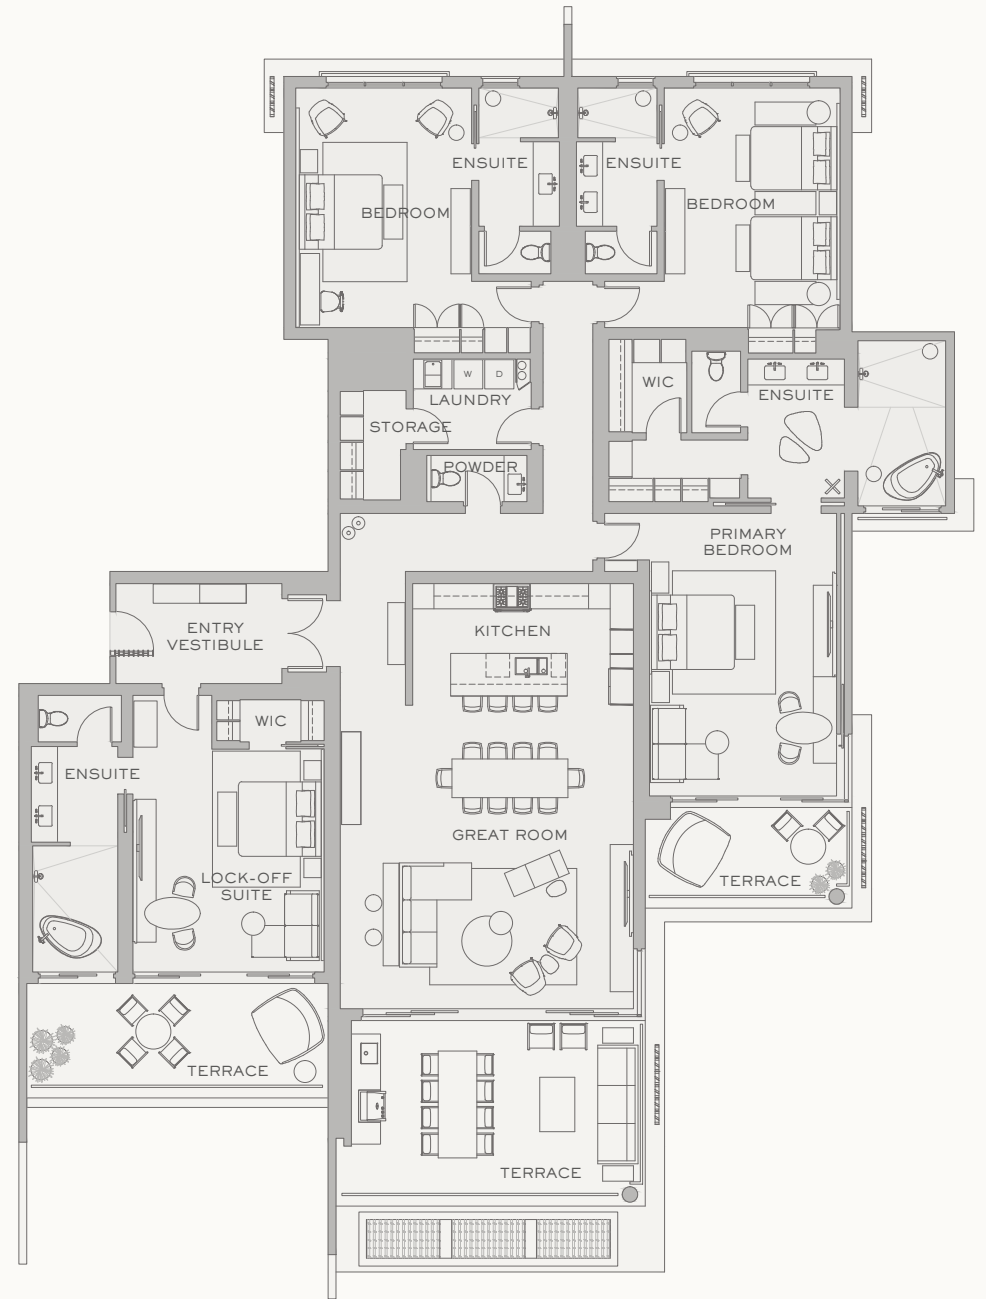 ENSUITE
ENSUITE
BEDROOM
BEDROOM
W
D
WIC
LAUNDRY
ENSUITE
STORAGE
POWDER
PRIMARY
BEDROOM
ENTRY
VESTIBULE
KITCHEN
WIC
ENSUITE
GREAT ROOM
LOCK-OFF
SUITE
TERRACE
TERRACE
TERRACE